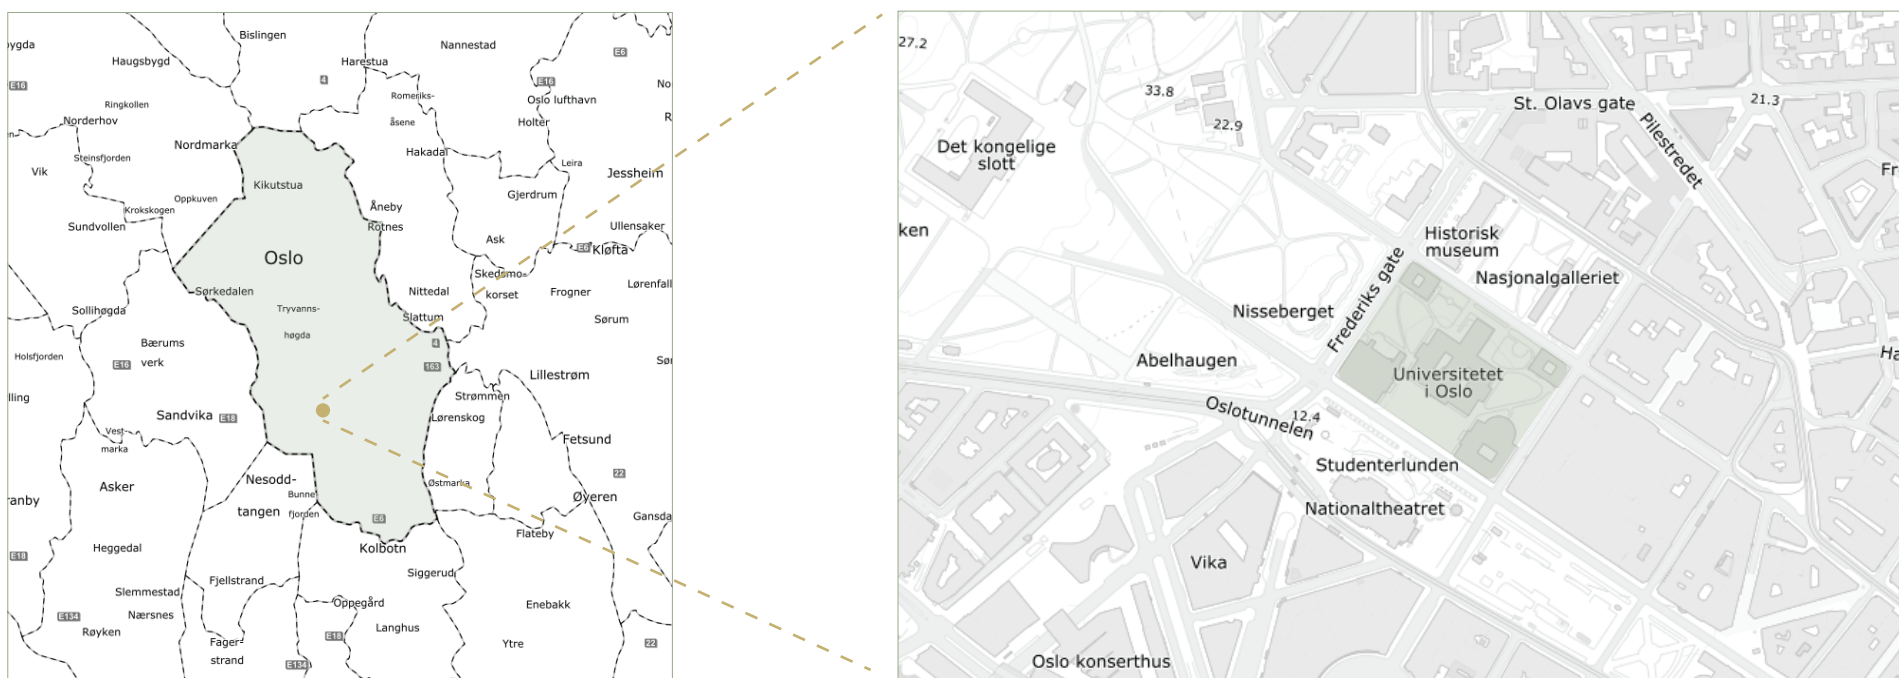 Bislingen
Nannestad
Haugsbygd
Harestua
E6
E16
4
E16
Romeriks-
åsene
Oslo lufthavn
Ringkollen
Norderhov
Holter
Nordmarka
Hakadal
Steinsfjorden
Leira
Vik
Jessheim
Kikutstua
Oppkuven
Gjerdrum
Krokskogen
Åneby
Rotnes
Sundvollen
Ullensaker
Ask
E6
Kløfta
Oslo
Skedsmo-
korset
Sørkedalen
Nittedal
Frogner
Lørenfall
Sollihøgda
Tryvanns-
høgda
Slattum
Sørum
Bærums
verk
4
Holsfjorden
E16
163
Lillestrøm
Strømmen
Sandvika
E18
Lørenskog
Vest-
marka
Fetsund
22
Asker
Nesodd-
tangen
Bunne-
fjorden
Østmarka
Øyeren
E6
Gansda
Flateby
E18
Heggedal
Kolbotn
Siggerud
Slemmestad
Fjellstrand
Nærsnes
Oppegård
Enebakk
E134
Røyken
Langhus
Fager-
strand
E18
Ytre
22
E134
27.2
33.8
St. Olavs gate
21.3
22.9
Pilestredet
Det kongelige
slott
Historisk
museum
Nasjonalgalleriet
Frederiks gate
Nisseberget
Abelhaugen
Universitetet
i Oslo
Oslotunnelen
12.4
Studenterlunden
Nationaltheatret
Vika
Oslo konserthus